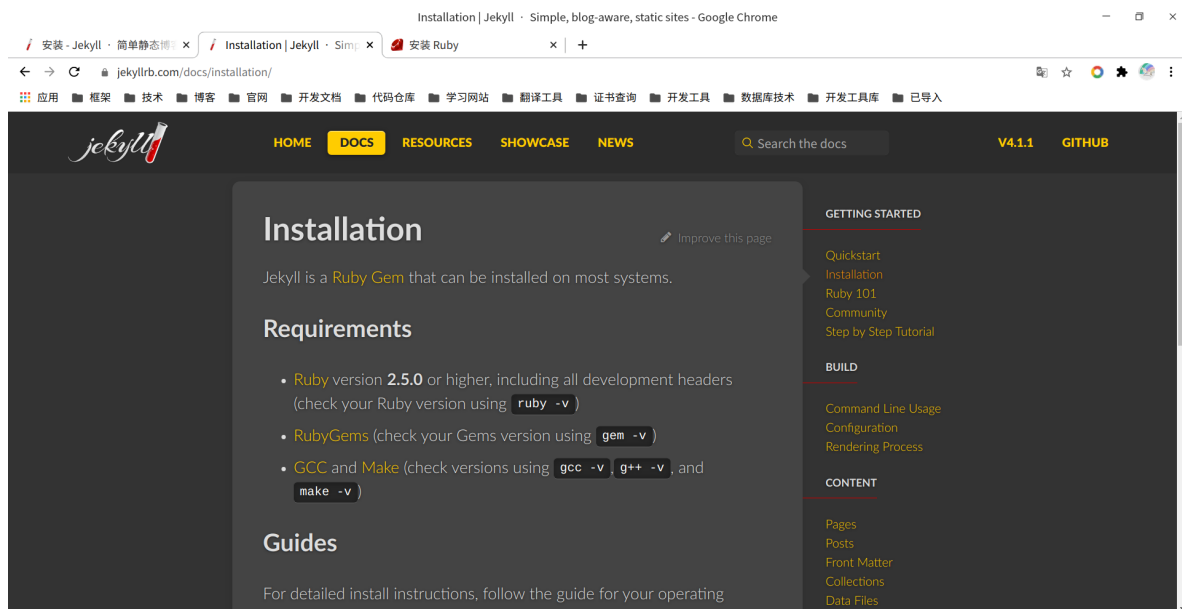 Installation | Jekyll · Simple, blog-aware, static sites - Google Chrome
安装 - Jekyll · 简单静态博
Installation | Jekyll · Simp
安装 Ruby
jekyllrb.com/docs/installation/
应用 框架 技术 博客 官网 开发文档 代码仓库 学习网站 翻译工具 证书查询 开发工具 数据库技术 开发工具库 已导入
jekyll
HOME DOCS RESOURCES SHOWCASE NEWS
Search the docs
V4.1.1 GITHUB
Installation
Improve this page
Jekyll is a Ruby Gem that can be installed on most systems.
Requirements
• Ruby version 2.5.0 or higher, including all development headers
(check your Ruby version using ruby -v)
• RubyGems (check your Gems version using gem -v)
• GCC and Make (check versions using gcc -v, g++ -v, and
make -v)
Guides
For detailed install instructions, follow the guide for your operating
GETTING STARTED
Quickstart
Installation
Ruby 101
Community
Step by Step Tutorial
BUILD
Command Line Usage
Configuration
Rendering Process
CONTENT
Pages
Posts
Front Matter
Collections
Data Files